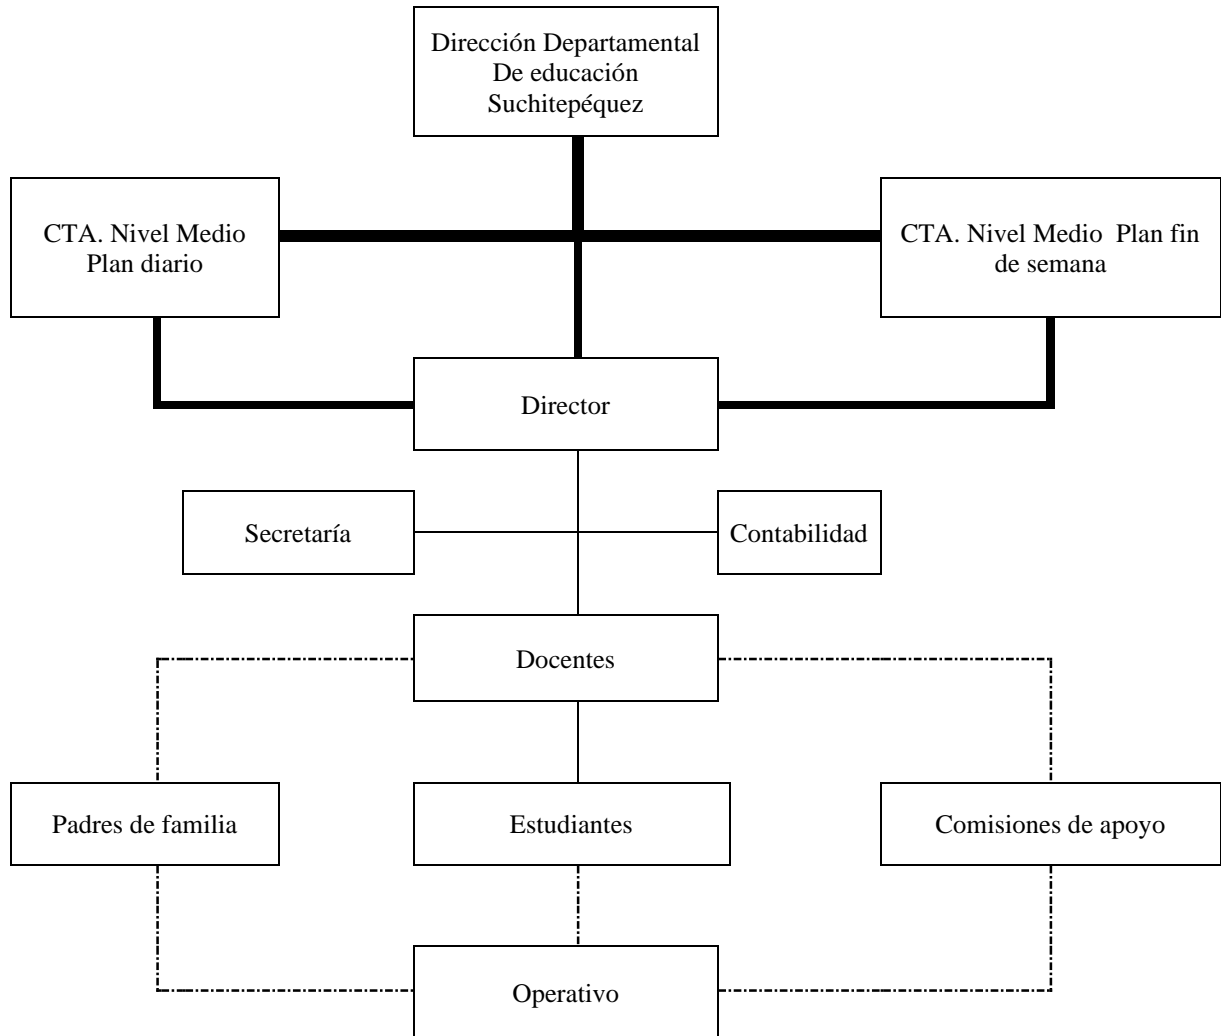 Dirección Departamental
De educación
Suchitepéquez
CTA. Nivel Medio
Plan diario
CTA. Nivel Medio  Plan fin
de semana
Director
Secretaría
Contabilidad
Docentes
Padres de familia
Estudiantes
Comisiones de apoyo
Operativo